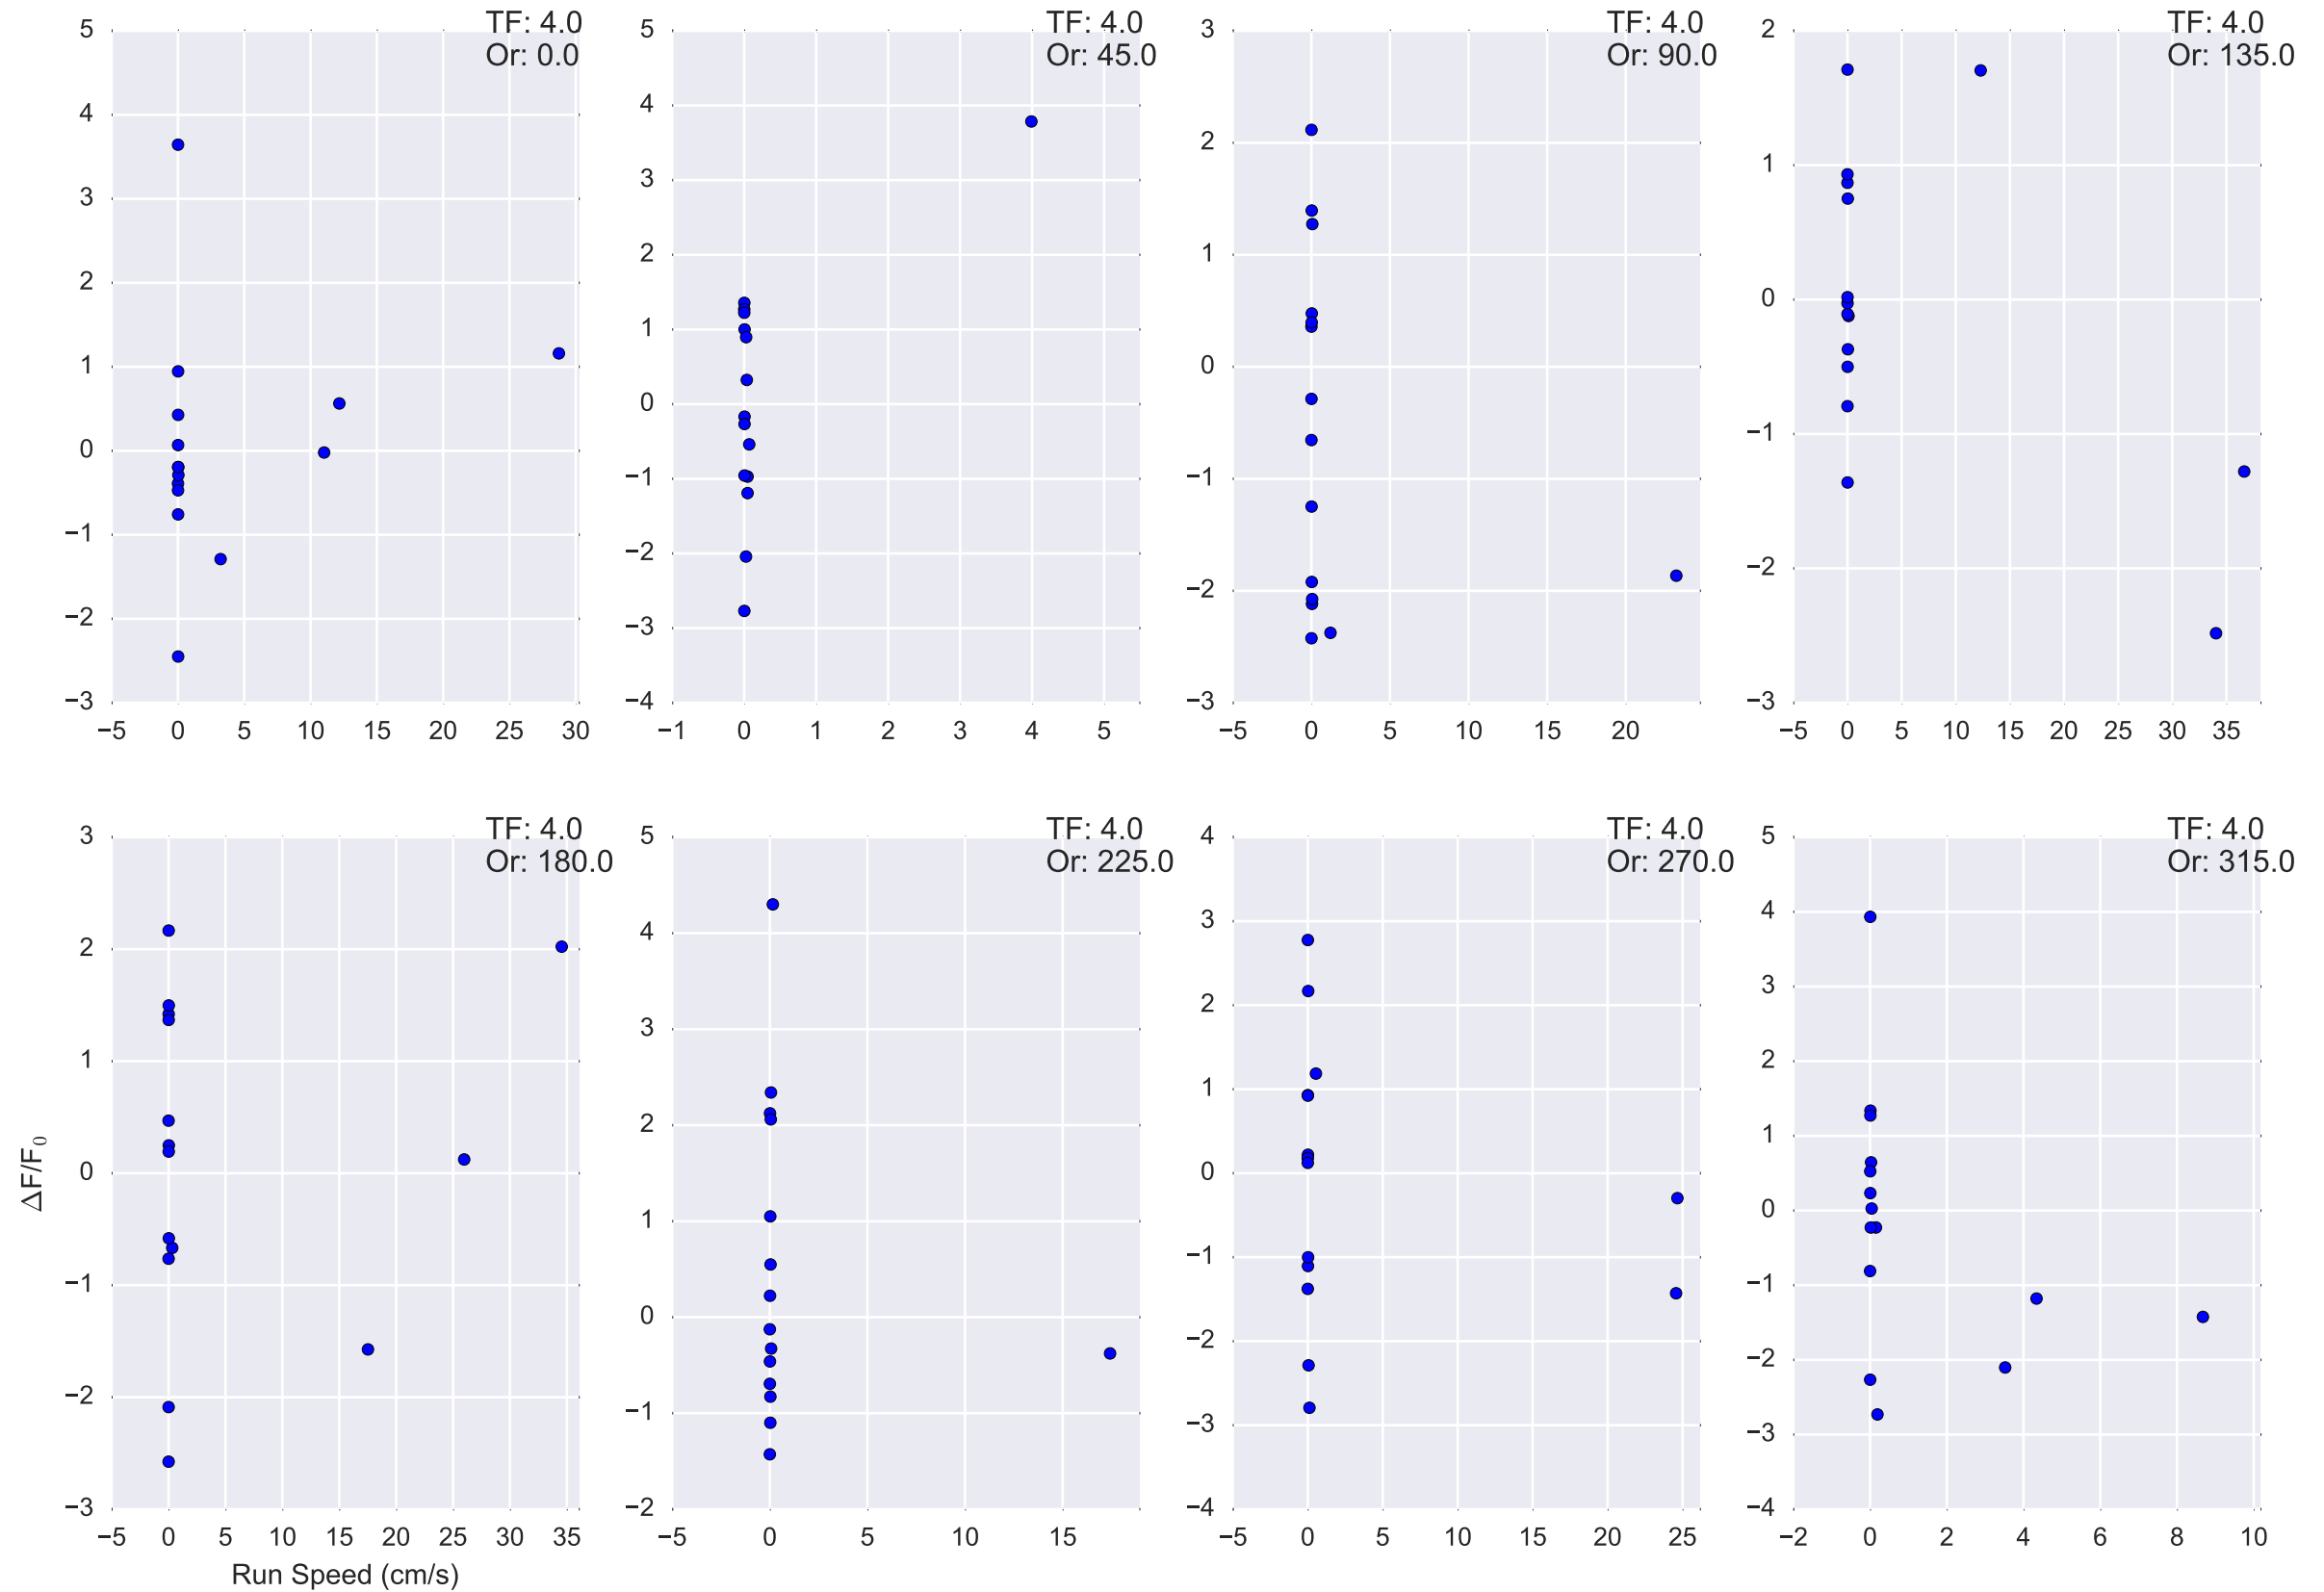 TF: 4.0
Or: 0.0
5
4
3
2
1
0
−1
−2
−3
−5 0 5 10 15 20 25 30
TF: 4.0
Or: 45.0
5
4
3
2
1
0
−1
−2
−3
−4
−1 0 1 2 3 4 5
TF: 4.0
Or: 90.0
3
2
1
0
−1
−2
−3
−5 0 5 10 15 20
TF: 4.0
Or: 135.0
2
1
0
−1
−2
−3
−5 0 5 10 15 20 25 30 35
TF: 4.0
Or: 180.0
3
2
1
0
−1
−2
−3
−5 0 5 10 15 20 25 30 35
Run Speed (cm/s)
ΔF/F₀
TF: 4.0
Or: 225.0
5
4
3
2
1
0
−1
−2
−5 0 5 10 15
TF: 4.0
Or: 270.0
4
3
2
1
0
−1
−2
−3
−4
−5 0 5 10 15 20 25
TF: 4.0
Or: 315.0
5
4
3
2
1
0
−1
−2
−3
−4
−2 0 2 4 6 8 10